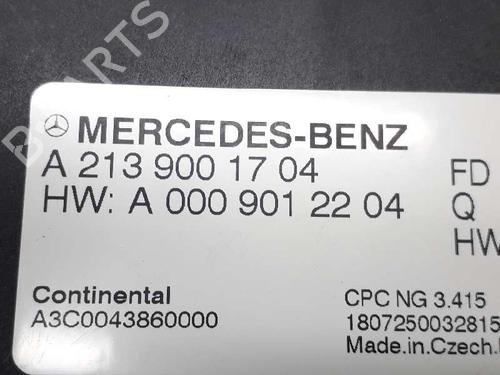 MERCEDES-BENZ
A 213 900 17 04
HW: A 000 901 22 04
FD
Q
HW
Continental
A3C0043860000
CPC NG 3.415
1807250032815
Made.in.Czech.
PARTS